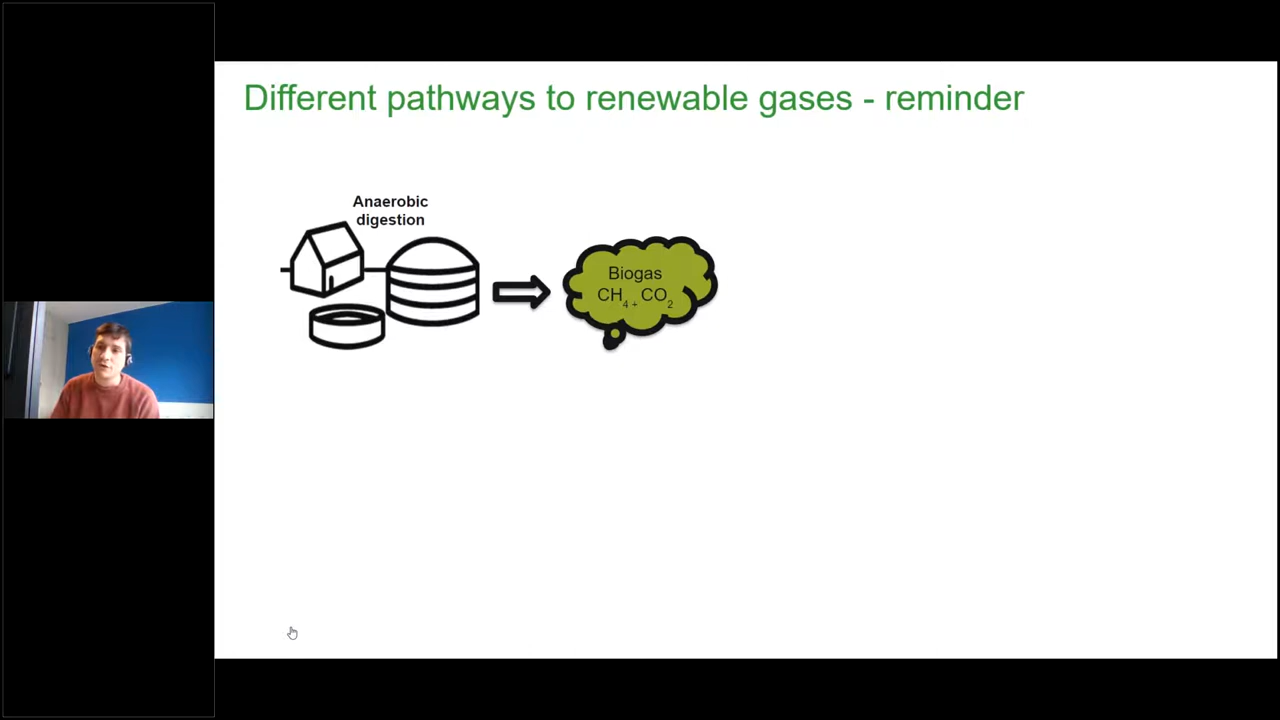 Different pathways to renewable gases - reminder
Anaerobic
digestion
Biogas
CH4 + CO2